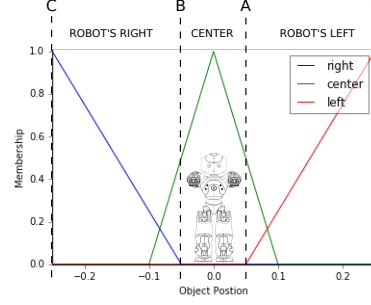 C B A
ROBOT'S RIGHT CENTER ROBOT'S LEFT
1.0
0.8
0.6
0.4
0.2
0.0
Membership
right
center
left
−0.2 −0.1 0.0 0.1 0.2
Object Postion